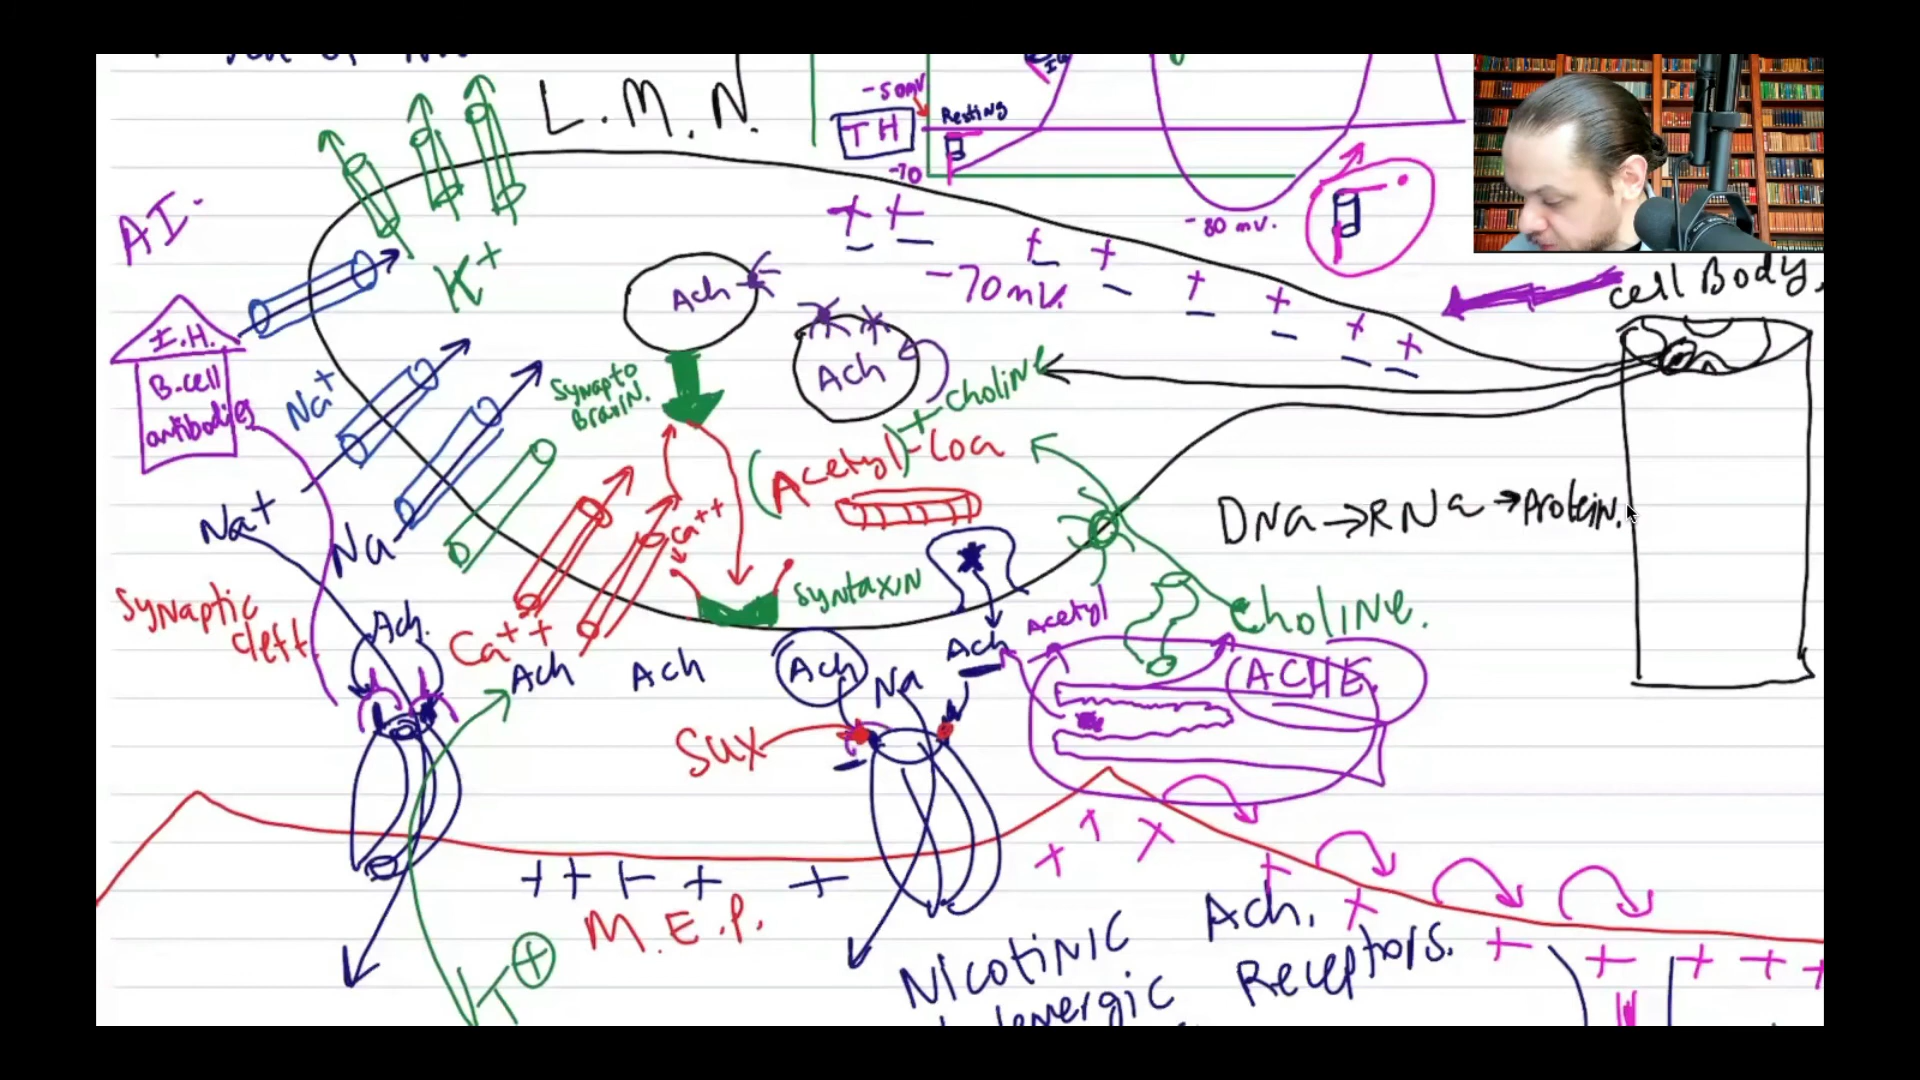 L.M.N.
-50mV
TH
Resting
-70
-80 mV.
AI.
K+
Ach
-70mV.
cell Body.
I.H.
B.cell
antibodies
Na+
Synapto
Brain.
Ach
+ choline
(Acetyl)-Coa
Na+
Na
Ca++
Syntaxin
DNa→RNa→Protein.
Synaptic
cleft
Ach.
Ca++
Ach
Ach
Ach
Ach
Acetyl
Choline.
ACHE
Na
Sux
M.E.P.
K+
Nicotinic Ach.
Receptors.